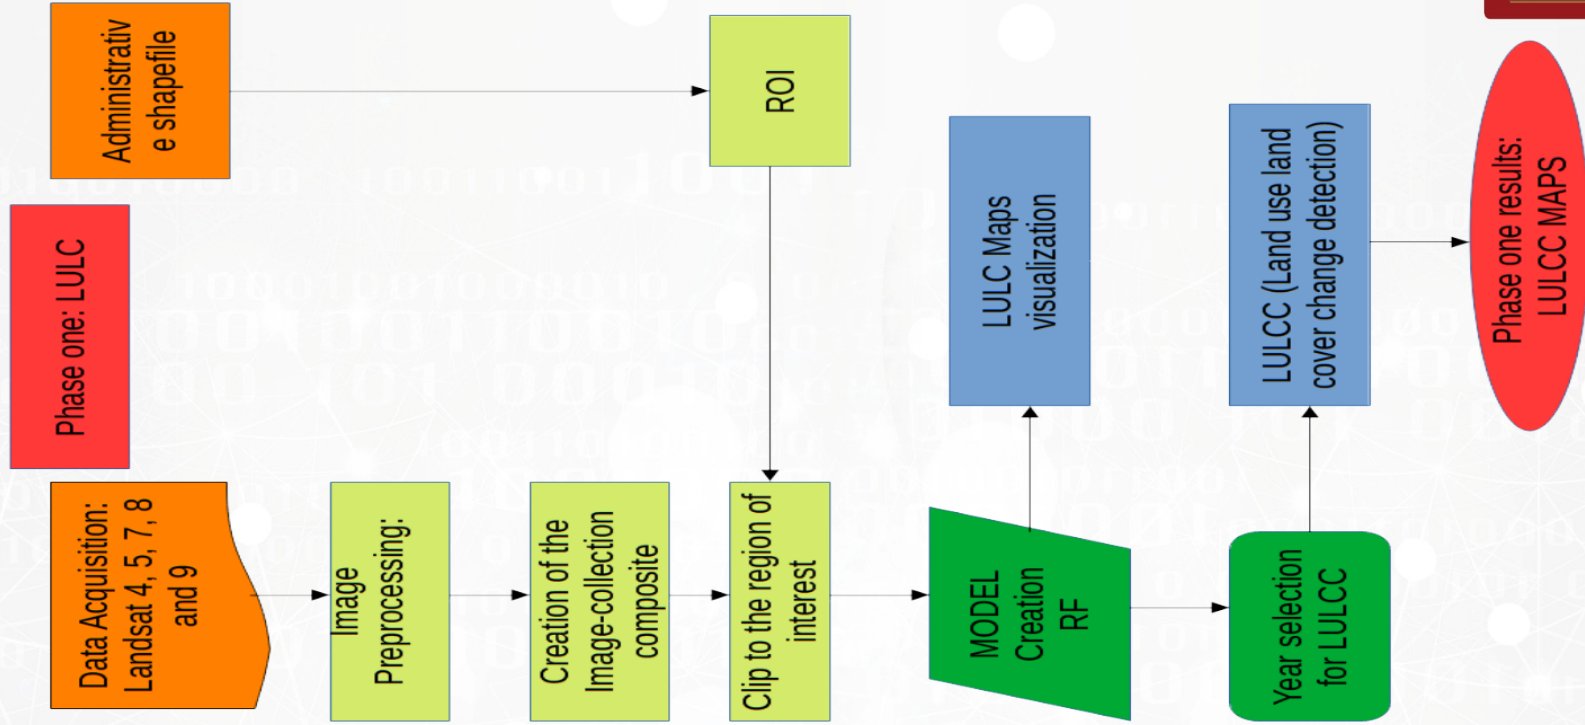 Phase one: LULC
Data Acquisition:
Landsat 4, 5, 7, 8
and 9
Administrativ
e shapefile
Image
Preprocessing:
Creation of the
Image-collection
composite
Clip to the region of
interest
ROI
MODEL
Creation
RF
LULC Maps
visualization
Year selection
for LULCC
LULCC (Land use land
cover change detection)
Phase one results:
LULCC MAPS